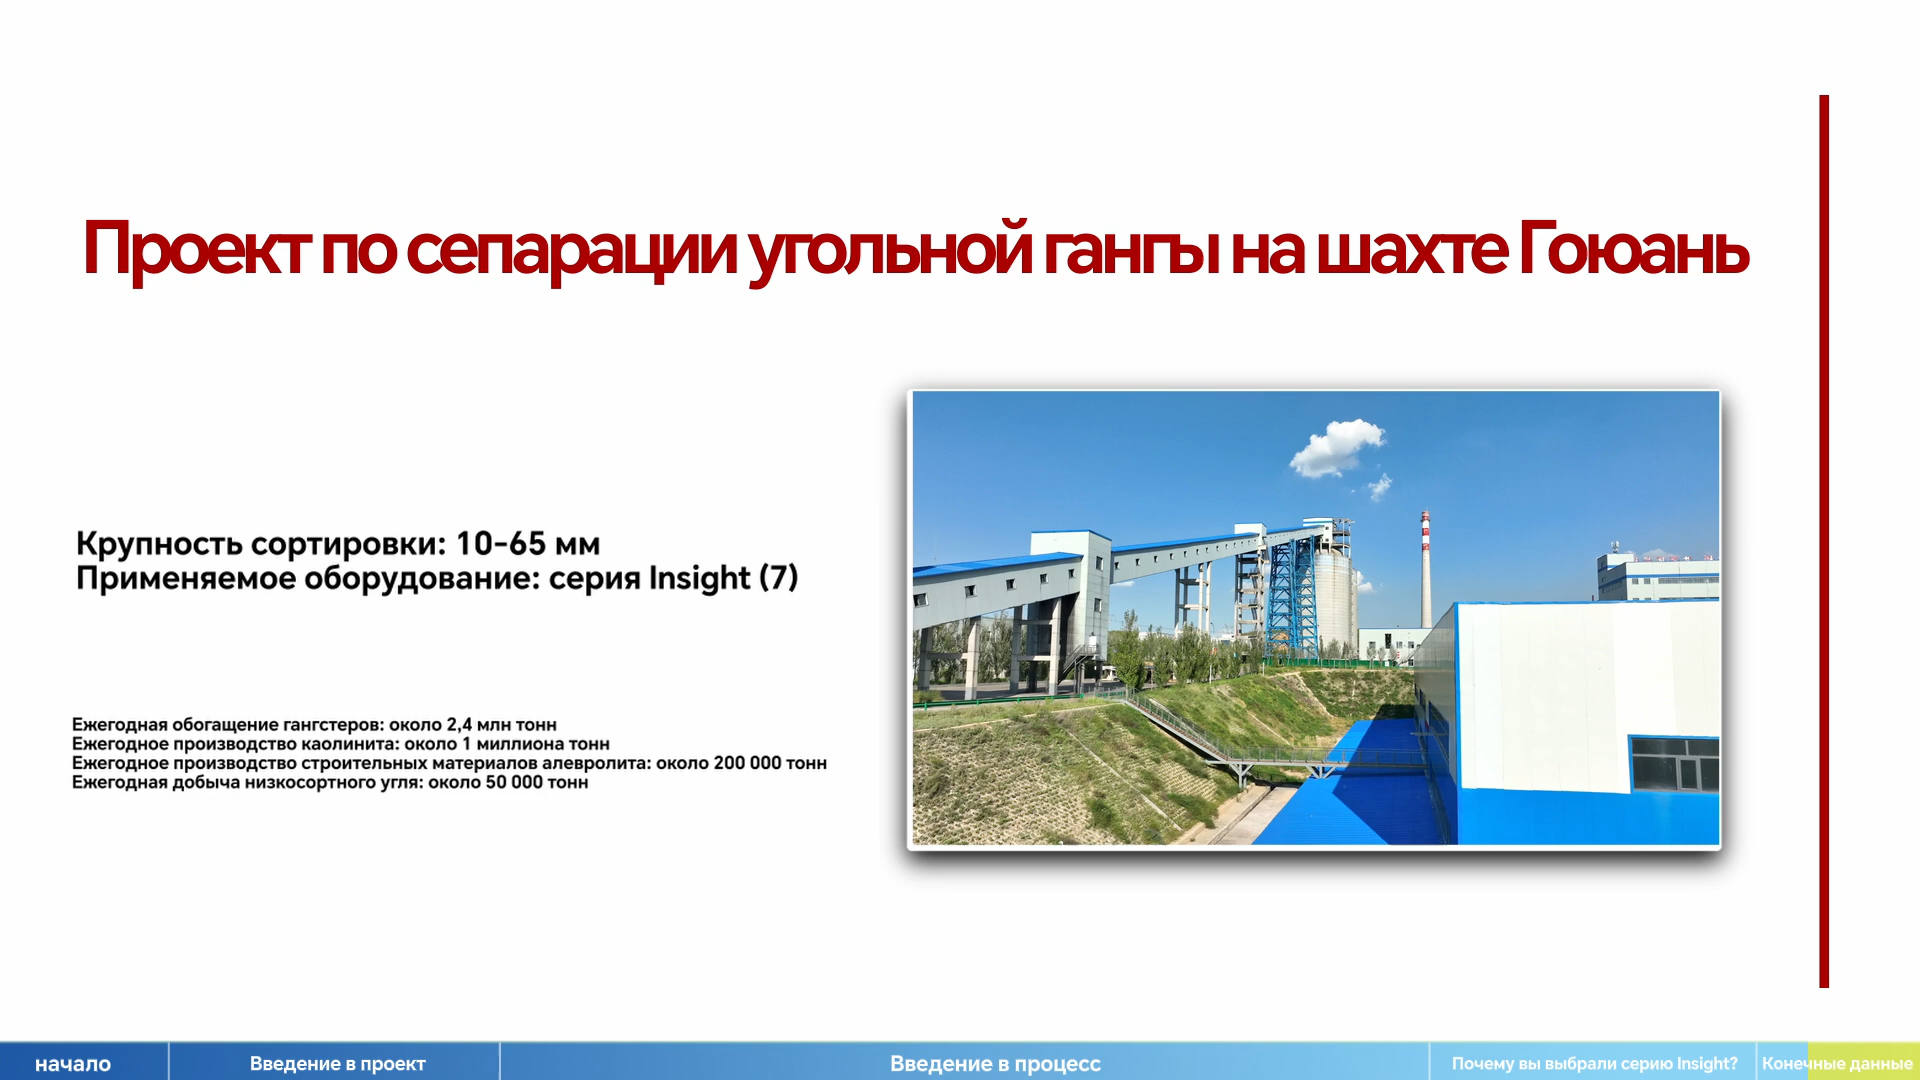 Проект по сепарации угольной гангы на шахте Гоюань
Крупность сортировки: 10-65 мм
Применяемое оборудование: серия Insight (7)
Ежегодная обогащение гангстеров: около 2,4 млн тонн
Ежегодное производство каолинита: около 1 миллиона тонн
Ежегодное производство строительных материалов алевролита: около 200 000 тонн
Ежегодная добыча низкосортного угля: около 50 000 тонн
начало
Введение в проект
Введение в процесс
Почему вы выбрали серию Insight?
Конечные данные